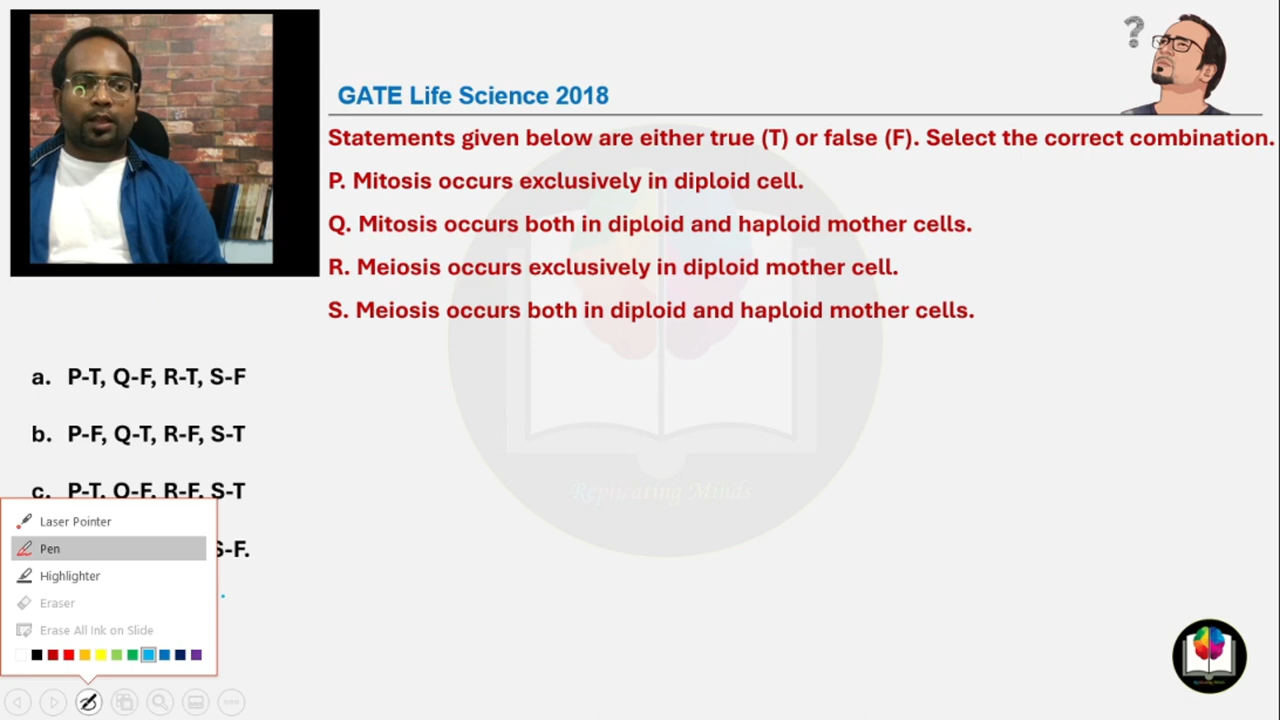 GATE Life Science 2018
Statements given below are either true (T) or false (F). Select the correct combination.
P. Mitosis occurs exclusively in diploid cell.
Q. Mitosis occurs both in diploid and haploid mother cells.
R. Meiosis occurs exclusively in diploid mother cell.
S. Meiosis occurs both in diploid and haploid mother cells.
a. P-T, Q-F, R-T, S-F
b. P-F, Q-T, R-F, S-T
c. P-T, Q-F, R-F, S-T
S-F.
Laser Pointer
Pen
Highlighter
Eraser
Erase All Ink on Slide
Replicating Minds